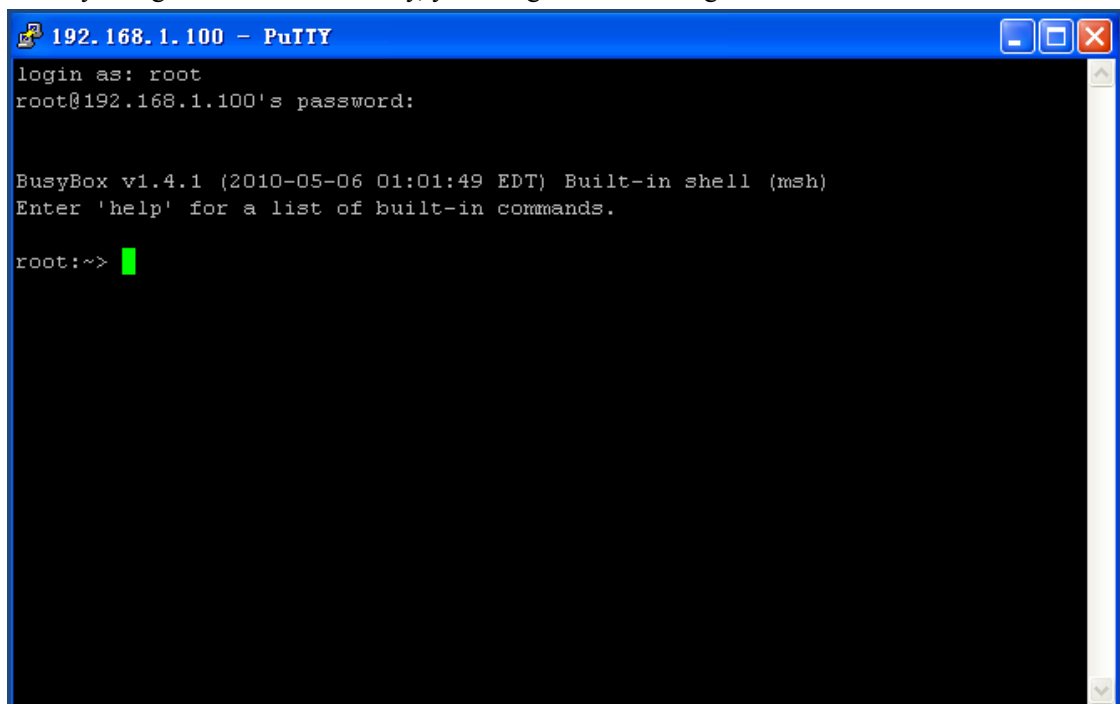 192.168.1.100 - PuTTY
login as: root
root@192.168.1.100's password:
BusyBox v1.4.1 (2010-05-06 01:01:49 EDT) Built-in shell (msh)
Enter 'help' for a list of built-in commands.
root:~>